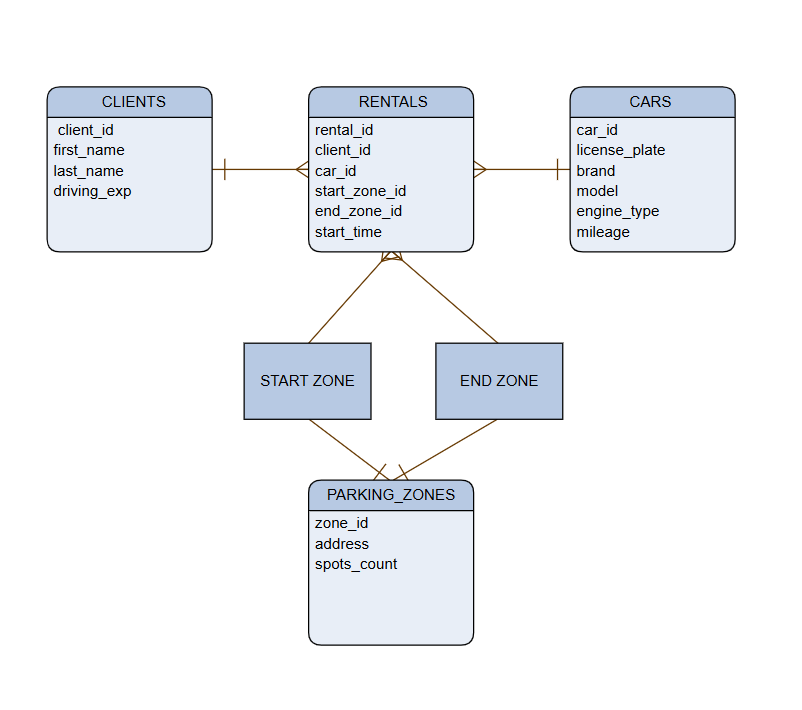 CLIENTS
client_id
first_name
last_name
driving_exp
RENTALS
rental_id
client_id
car_id
start_zone_id
end_zone_id
start_time
CARS
car_id
license_plate
brand
model
engine_type
mileage
START ZONE
END ZONE
PARKING_ZONES
zone_id
address
spots_count